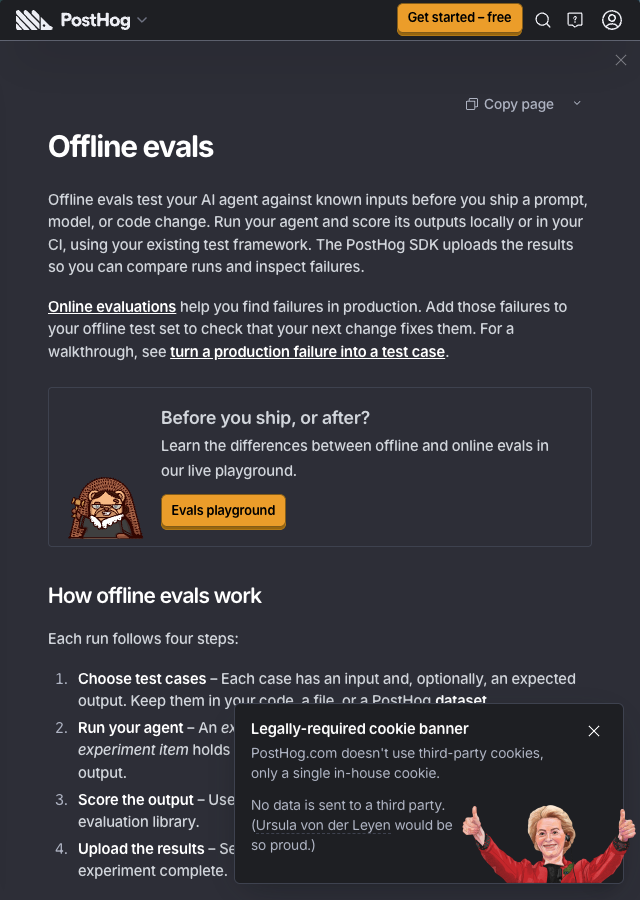 PostHog
Get started – free
Copy page
Offline evals
Offline evals test your AI agent against known inputs before you ship a prompt,
model, or code change. Run your agent and score its outputs locally or in your
CI, using your existing test framework. The PostHog SDK uploads the results
so you can compare runs and inspect failures.
Online evaluations help you find failures in production. Add those failures to
your offline test set to check that your next change fixes them. For a
walkthrough, see turn a production failure into a test case.
Before you ship, or after?
Learn the differences between offline and online evals in
our live playground.
Evals playground
How offline evals work
Each run follows four steps:
1. Choose test cases – Each case has an input and, optionally, an expected
output. Keep them in your code, a file, or a PostHog dataset
2. Run your agent – An
experiment item holds
output.
3. Score the output – Use
evaluation library.
4. Upload the results –
experiment complete.
Legally-required cookie banner
PostHog.com doesn't use third-party cookies,
only a single in-house cookie.
No data is sent to a third party.
(Ursula von der Leyen would be
so proud.)